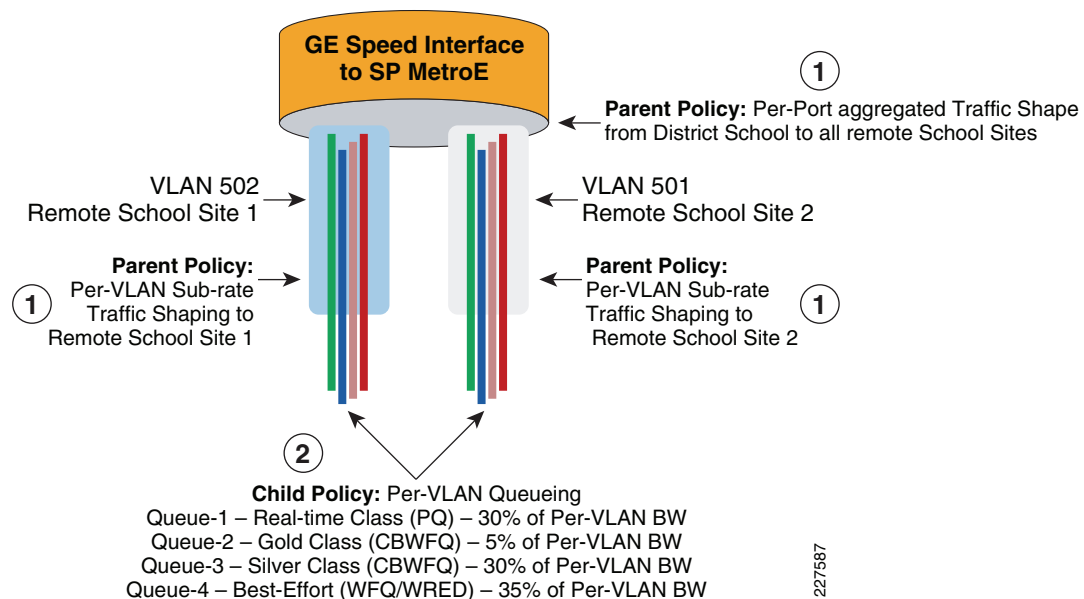 GE Speed Interface
to SP MetroE
1
Parent Policy: Per-Port aggregated Traffic Shape
from District School to all remote School Sites
VLAN 502
Remote School Site 1
VLAN 501
Remote School Site 2
1
Parent Policy:
Per-VLAN Sub-rate
Traffic Shaping to
Remote School Site 1
Parent Policy:
Per-VLAN Sub-rate
Traffic Shaping to
Remote School Site 2
1
2
Child Policy: Per-VLAN Queueing
Queue-1 – Real-time Class (PQ) – 30% of Per-VLAN BW
Queue-2 – Gold Class (CBWFQ) – 5% of Per-VLAN BW
Queue-3 – Silver Class (CBWFQ) – 30% of Per-VLAN BW
Queue-4 – Best-Effort (WFQ/WRED) – 35% of Per-VLAN BW
227587